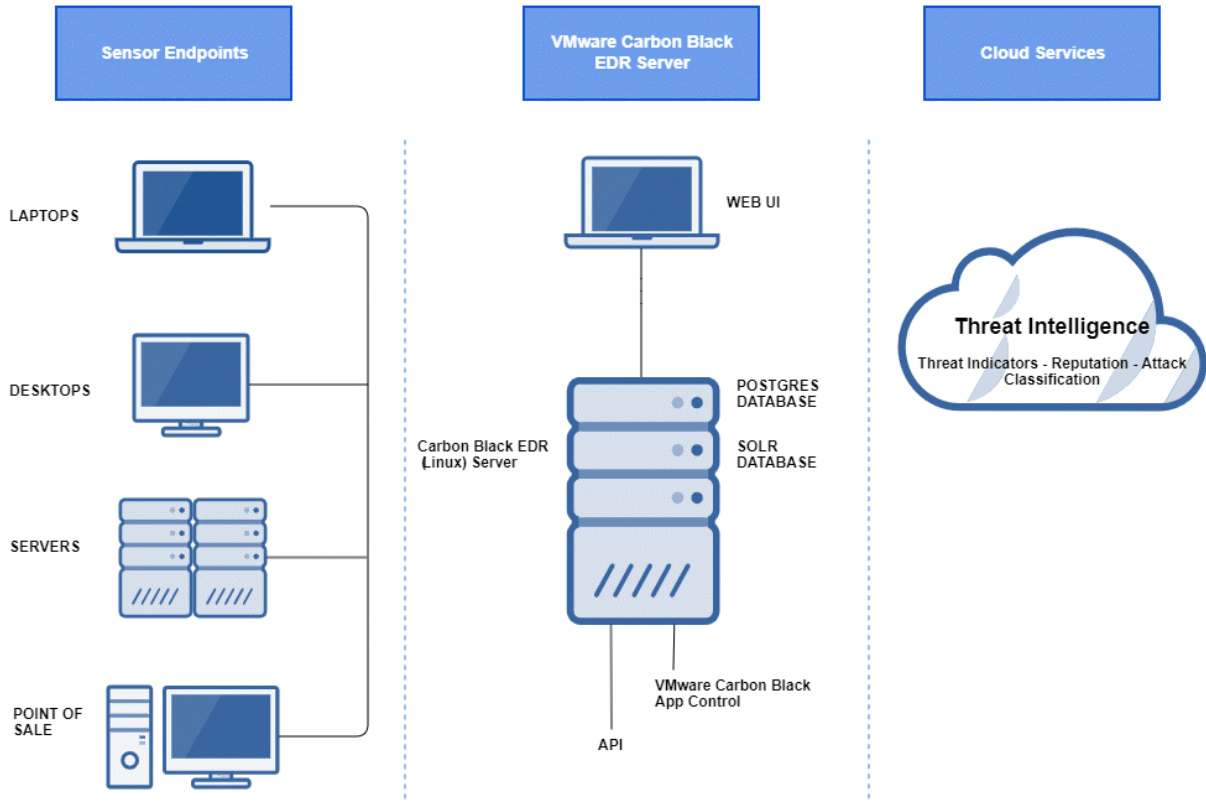 Sensor Endpoints
VMware Carbon Black
EDR Server
Cloud Services
LAPTOPS
DESKTOPS
SERVERS
POINT OF
SALE
WEB UI
POSTGRES
DATABASE
Carbon Black EDR
(Linux) Server
SOLR
DATABASE
VMware Carbon Black
App Control
API
Threat Intelligence
Threat Indicators - Reputation - Attack
Classification